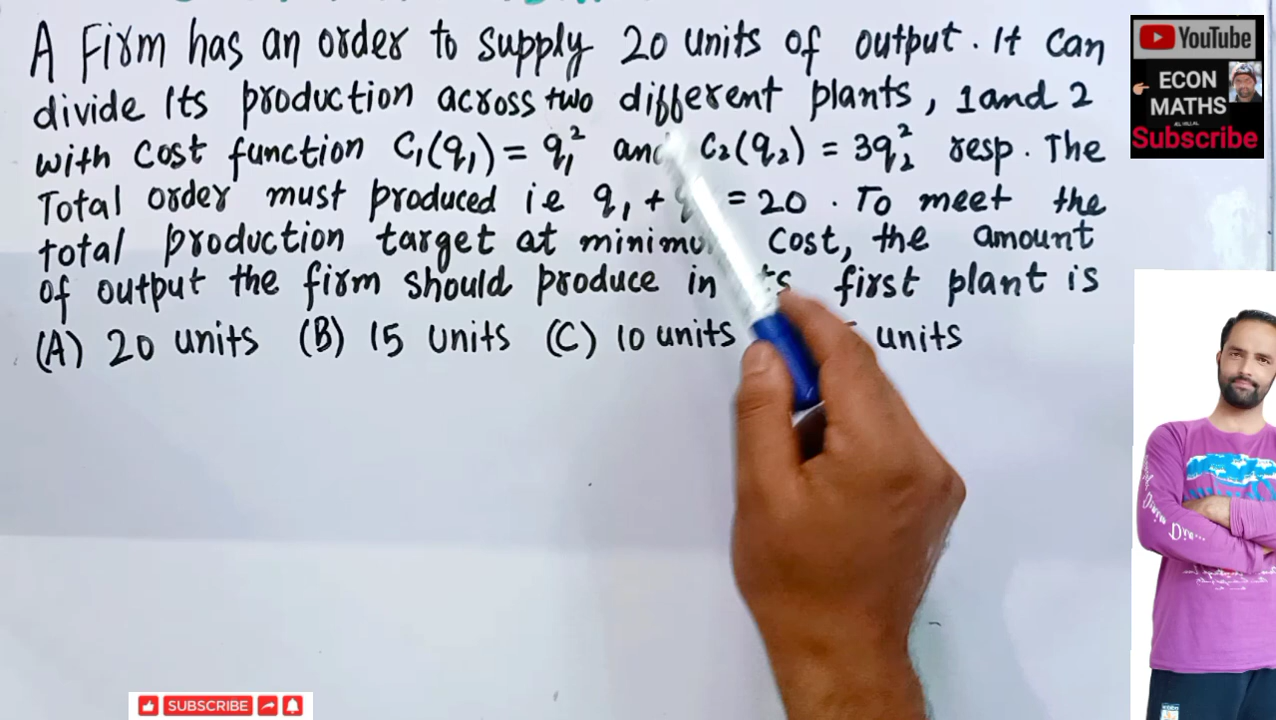 A Firm has an order to supply 20 units of output. It can
divide Its production across two different plants, 1 and 2
with cost function C₁(q₁) = q₁² and C₂(q₂) = 3q₂² resp. The
Total order must produced ie q₁ + = 20. To meet the
total production target at cost, the amount
of output the firm should produce in first plant is
(A) 20 units (B) 15 units (C) 10 units units
YouTube
ECON
MATHS
Subscribe
SUBSCRIBE